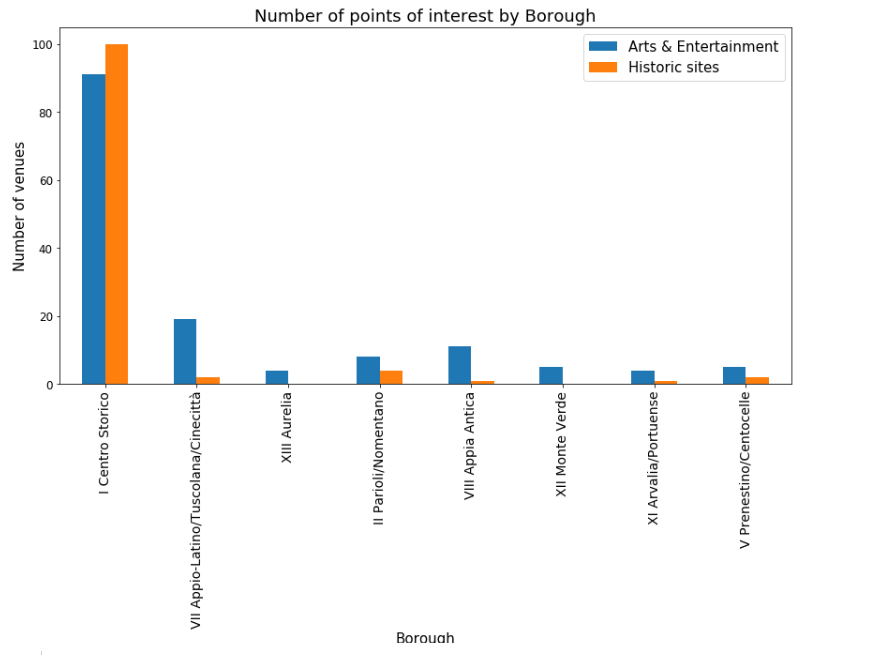 Number of points of interest by Borough
Arts & Entertainment
Historic sites
Number of venues
100
80
60
40
20
0
I Centro Storico
VII Appio-Latino/Tuscolana/Cinecittà
XIII Aurelia
II Parioli/Nomentano
VIII Appia Antica
XII Monte Verde
XI Arvalia/Portuense
V Prenestino/Centocelle
Borough